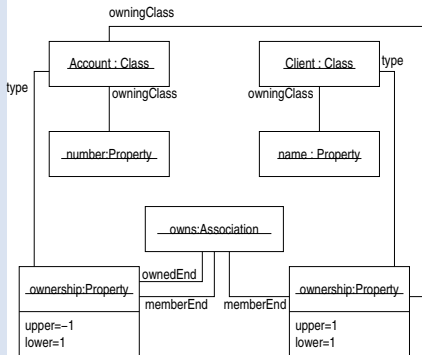 owningClass
Account : Class
Client : Class
type
type
owningClass
owningClass
number:Property
name : Property
owns:Association
ownedEnd
ownership:Property
ownership:Property
memberEnd
memberEnd
upper=−1
lower=1
upper=1
lower=1